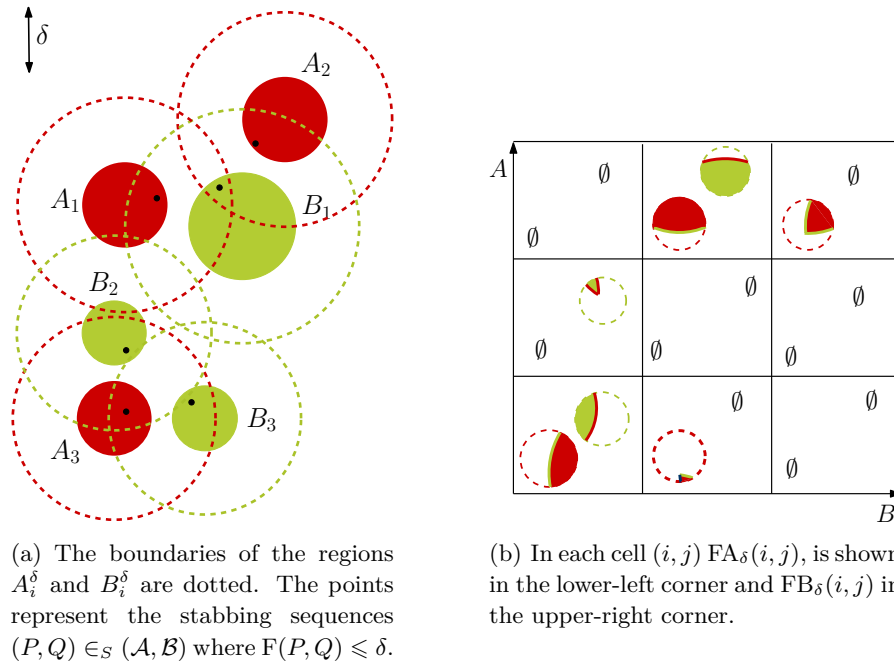 δ
A₂
A₁
B₁
B₂
A₃
B₃
A
∅ ∅ ∅
∅
∅ ∅
∅ ∅ ∅
∅ ∅
∅
B
(a) The boundaries of the regions
A_i^δ and B_i^δ are dotted. The points
represent the stabbing sequences
(P, Q) ∈_S (𝒜, ℬ) where F(P, Q) ⩽ δ.
(b) In each cell (i, j) FA_δ(i, j), is shown
in the lower-left corner and FB_δ(i, j) in
the upper-right corner.